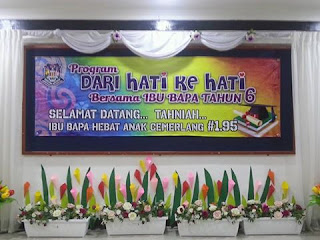 Program
DARI HATI KE HATI
Bersama IBU BAPA TAHUN 6
SELAMAT DATANG... TAHNIAH...
IBU BAPA HEBAT ANAK CEMERLANG #1.95